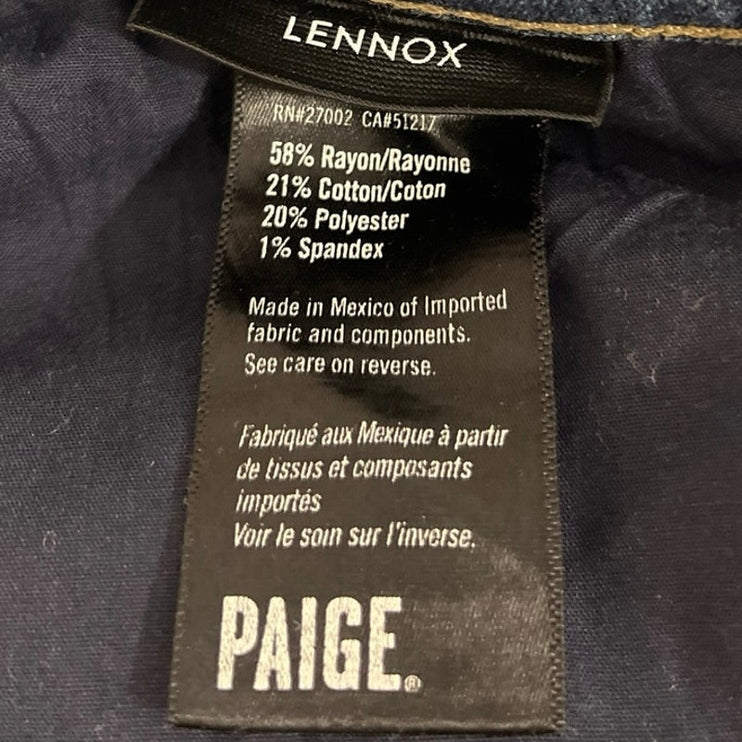 LENNOX
RN#27002 CA#51217
58% Rayon/Rayonne
21% Cotton/Coton
20% Polyester
1% Spandex
Made in Mexico of Imported
fabric and components.
See care on reverse.
Fabriqué aux Mexique à partir
de tissus et composants
importés
Voir le soin sur l'inverse.
PAIGE®